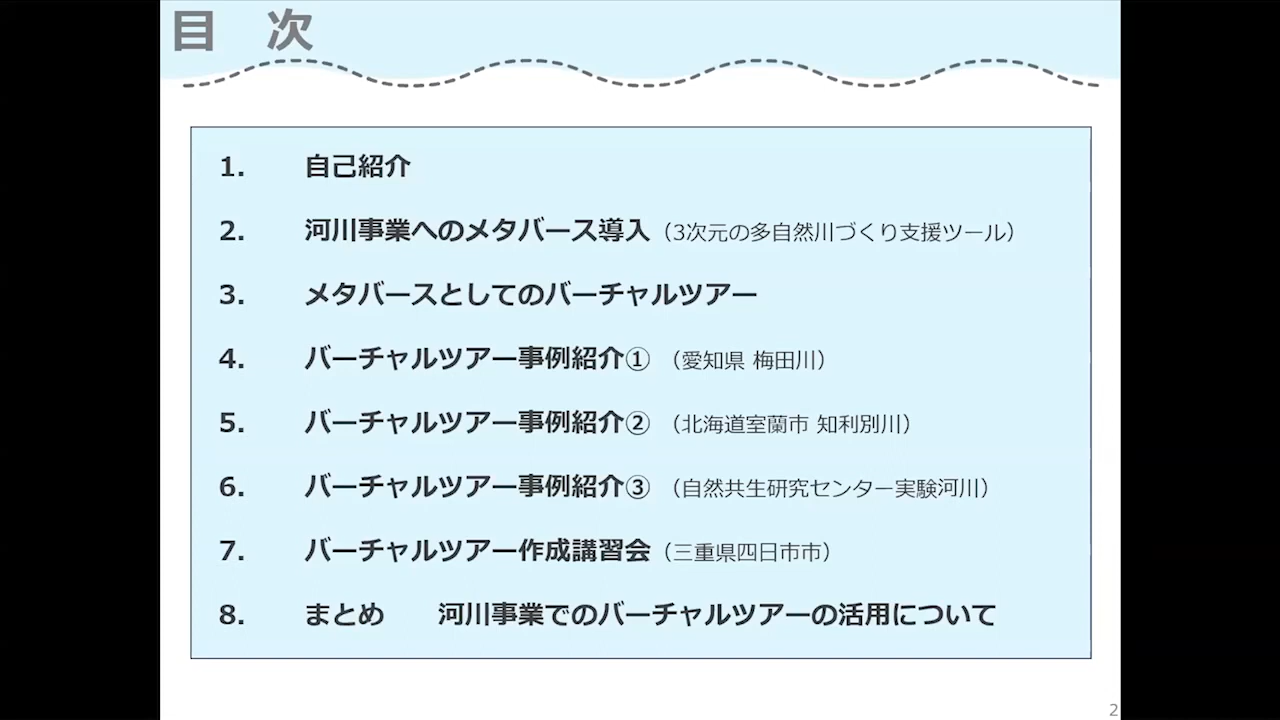 目　次
1. 自己紹介
2. 河川事業へのメタバース導入（3次元の多自然川づくり支援ツール）
3. メタバースとしてのバーチャルツアー
4. バーチャルツアー事例紹介① （愛知県 梅田川）
5. バーチャルツアー事例紹介② （北海道室蘭市 知利別川）
6. バーチャルツアー事例紹介③ （自然共生研究センター実験河川）
7. バーチャルツアー作成講習会（三重県四日市市）
8. まとめ　　河川事業でのバーチャルツアーの活用について
2